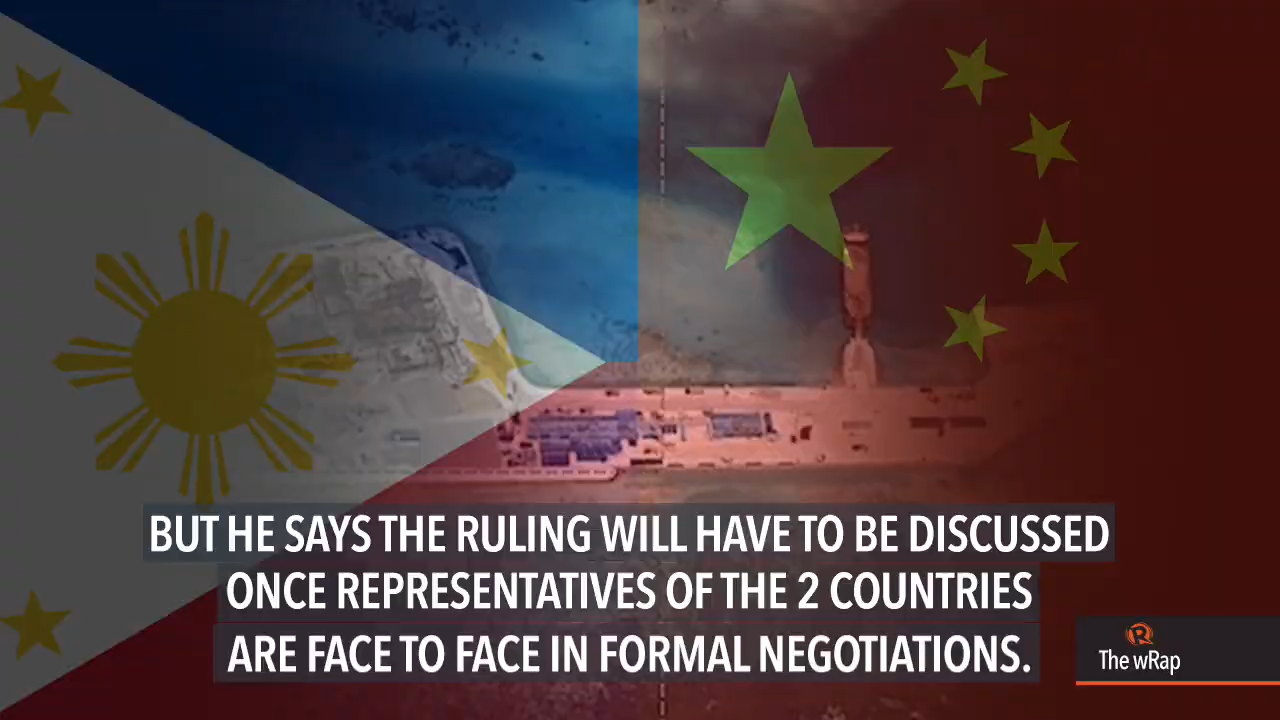 BUT HE SAYS THE RULING WILL HAVE TO BE DISCUSSED
ONCE REPRESENTATIVES OF THE 2 COUNTRIES
ARE FACE TO FACE IN FORMAL NEGOTIATIONS.
R
The wRap